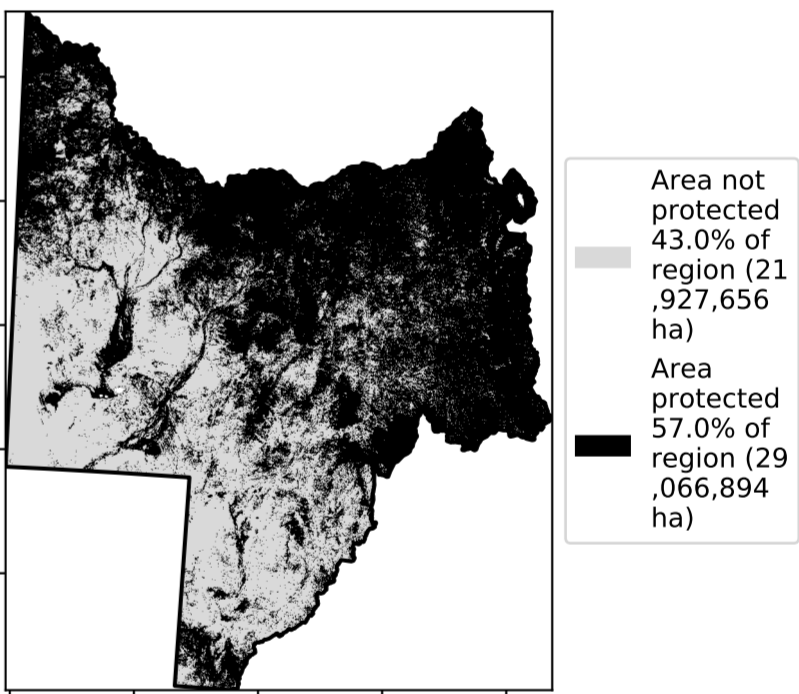 Area not
protected
43.0% of
region (21
,927,656
ha)
Area
protected
57.0% of
region (29
,066,894
ha)